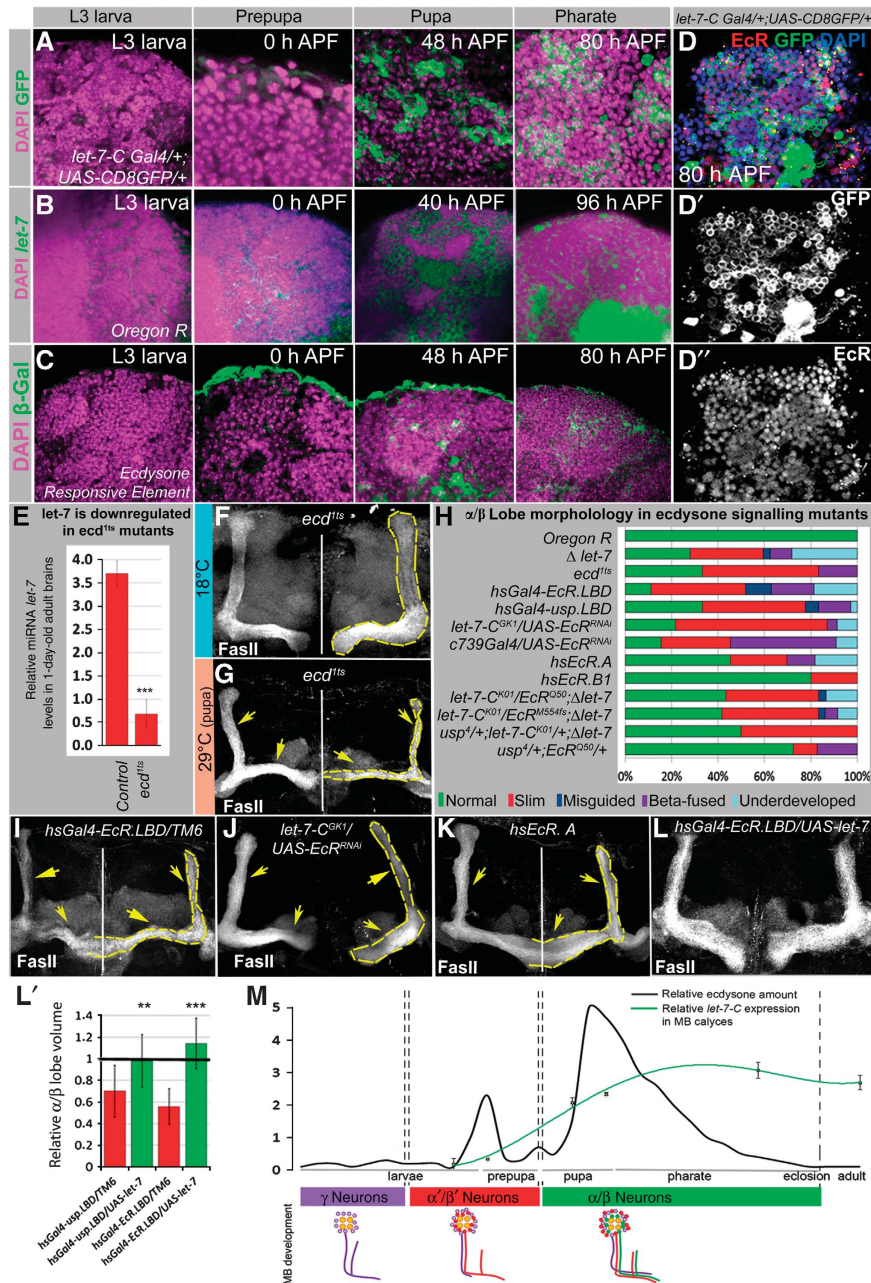 L3 larva Prepupa Pupa Pharate let-7-C Gal4/+;UAS-CD8GFP/+
A L3 larva 0 h APF 48 h APF 80 h APF D EcR GFP DAPI
DAPI GFP
let-7-C Gal4/+;
UAS-CD8GFP/+
80 h APF
B L3 larva 0 h APF 40 h APF 96 h APF D′ GFP
DAPI let-7
Oregon R
C L3 larva 0 h APF 48 h APF 80 h APF D″ EcR
DAPI β-Gal
Ecdysone
Responsive Element
E let-7 is downregulated
in ecd1ts mutants
Relative miRNA let-7
levels in 1-day-old adult brains
4.0
3.5
3.0
2.5
2.0
1.5
1.0
0.5
0.0
***
Control
ecd1ts
18°C
F ecd1ts
FasII
29°C (pupa)
G ecd1ts
FasII
H α/β Lobe morphololgy in ecdysone signalling mutants
Oregon R
Δ let-7
ecd1ts
hsGal4-EcR.LBD
hsGal4-usp.LBD
let-7-CGK1/UAS-EcRRNAi
c739Gal4/UAS-EcRRNAi
hsEcR.A
hsEcR.B1
let-7-CK01/EcRQ50;Δlet-7
let-7-CK01/EcRM554fs;Δlet-7
usp4/+;let-7-CK01/+;Δlet-7
usp4/+;EcRQ50/+
0% 20% 40% 60% 80% 100%
Normal Slim Misguided Beta-fused Underdeveloped
I hsGal4-EcR.LBD/TM6
FasII
J let-7-CGK1/
UAS-EcRRNAi
FasII
K hsEcR. A
FasII
L hsGal4-EcR.LBD/UAS-let-7
FasII
L′
Relative α/β lobe volume
1.4
1.2
1
0.8
0.6
0.4
0.2
0
** ***
hsGal4-usp.LBD/TM6
hsGal4-usp.LBD/UAS-let-7
hsGal4-EcR.LBD/TM6
hsGal4-EcR.LBD/UAS-let-7
M
Relative ecdysone amount
Relative let-7-C expression
in MB calyces
5
4
3
2
1
0
larvae prepupa pupa pharate eclosion adult
γ Neurons α′/β′ Neurons α/β Neurons
MB development